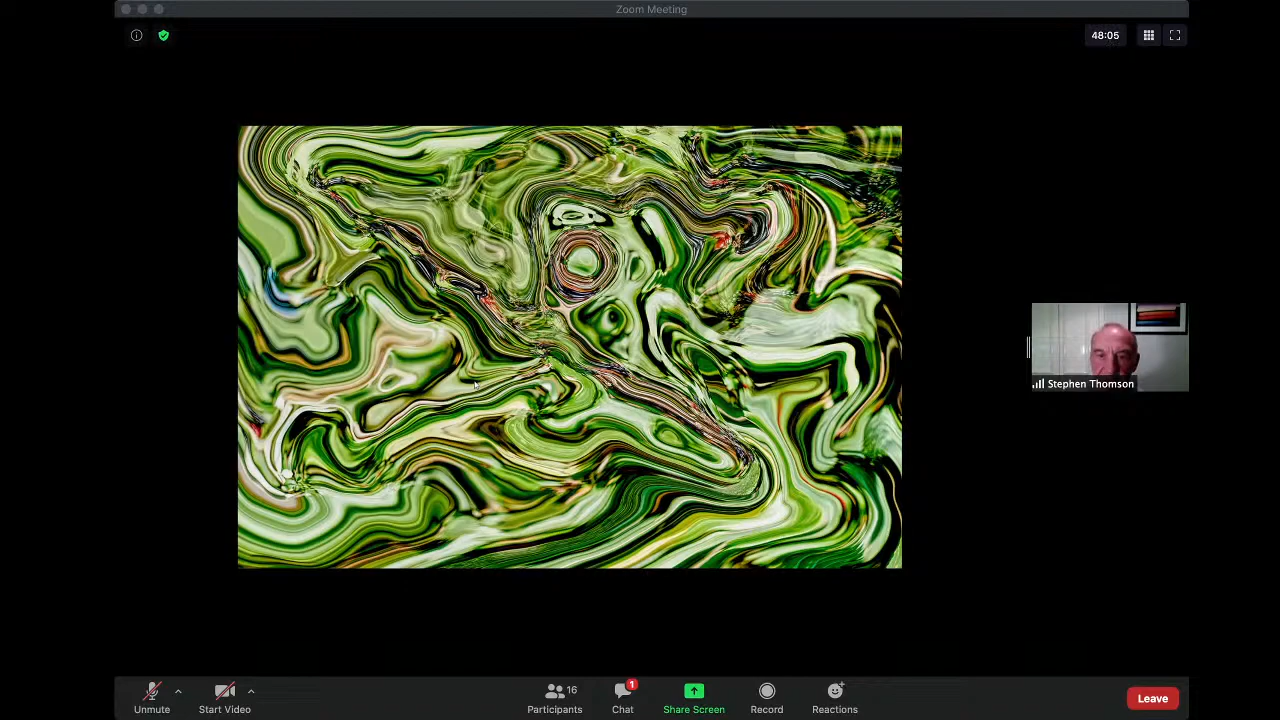 Zoom Meeting
48:05
Stephen Thomson
Unmute
Start Video
16
Participants
1
Chat
Share Screen
Record
Reactions
Leave